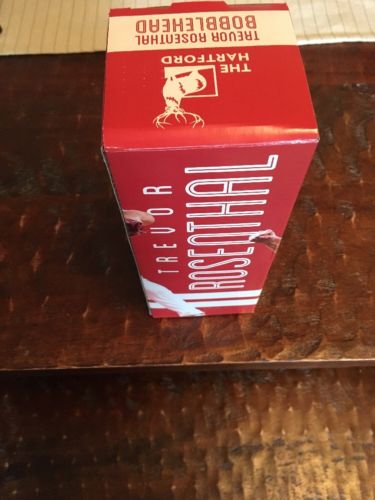 TREVOR ROSENTHAL
BOBBLEHEAD
THE
HARTFORD
TREVOR
ROSENTHAL